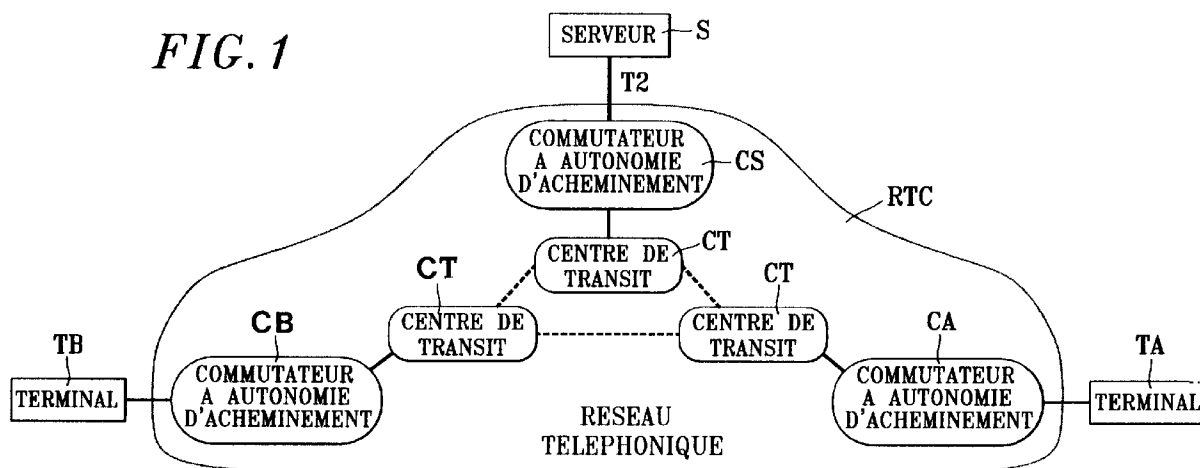 FIG. 1
SERVEUR
S
T2
COMMUTATEUR
A AUTONOMIE
D'ACHEMINEMENT
CS
RTC
CENTRE DE
TRANSIT
CT
CT
CENTRE DE
TRANSIT
CT
CENTRE DE
TRANSIT
CB
COMMUTATEUR
A AUTONOMIE
D'ACHEMINEMENT
CA
COMMUTATEUR
A AUTONOMIE
D'ACHEMINEMENT
TB
TERMINAL
TA
TERMINAL
RESEAU
TELEPHONIQUE